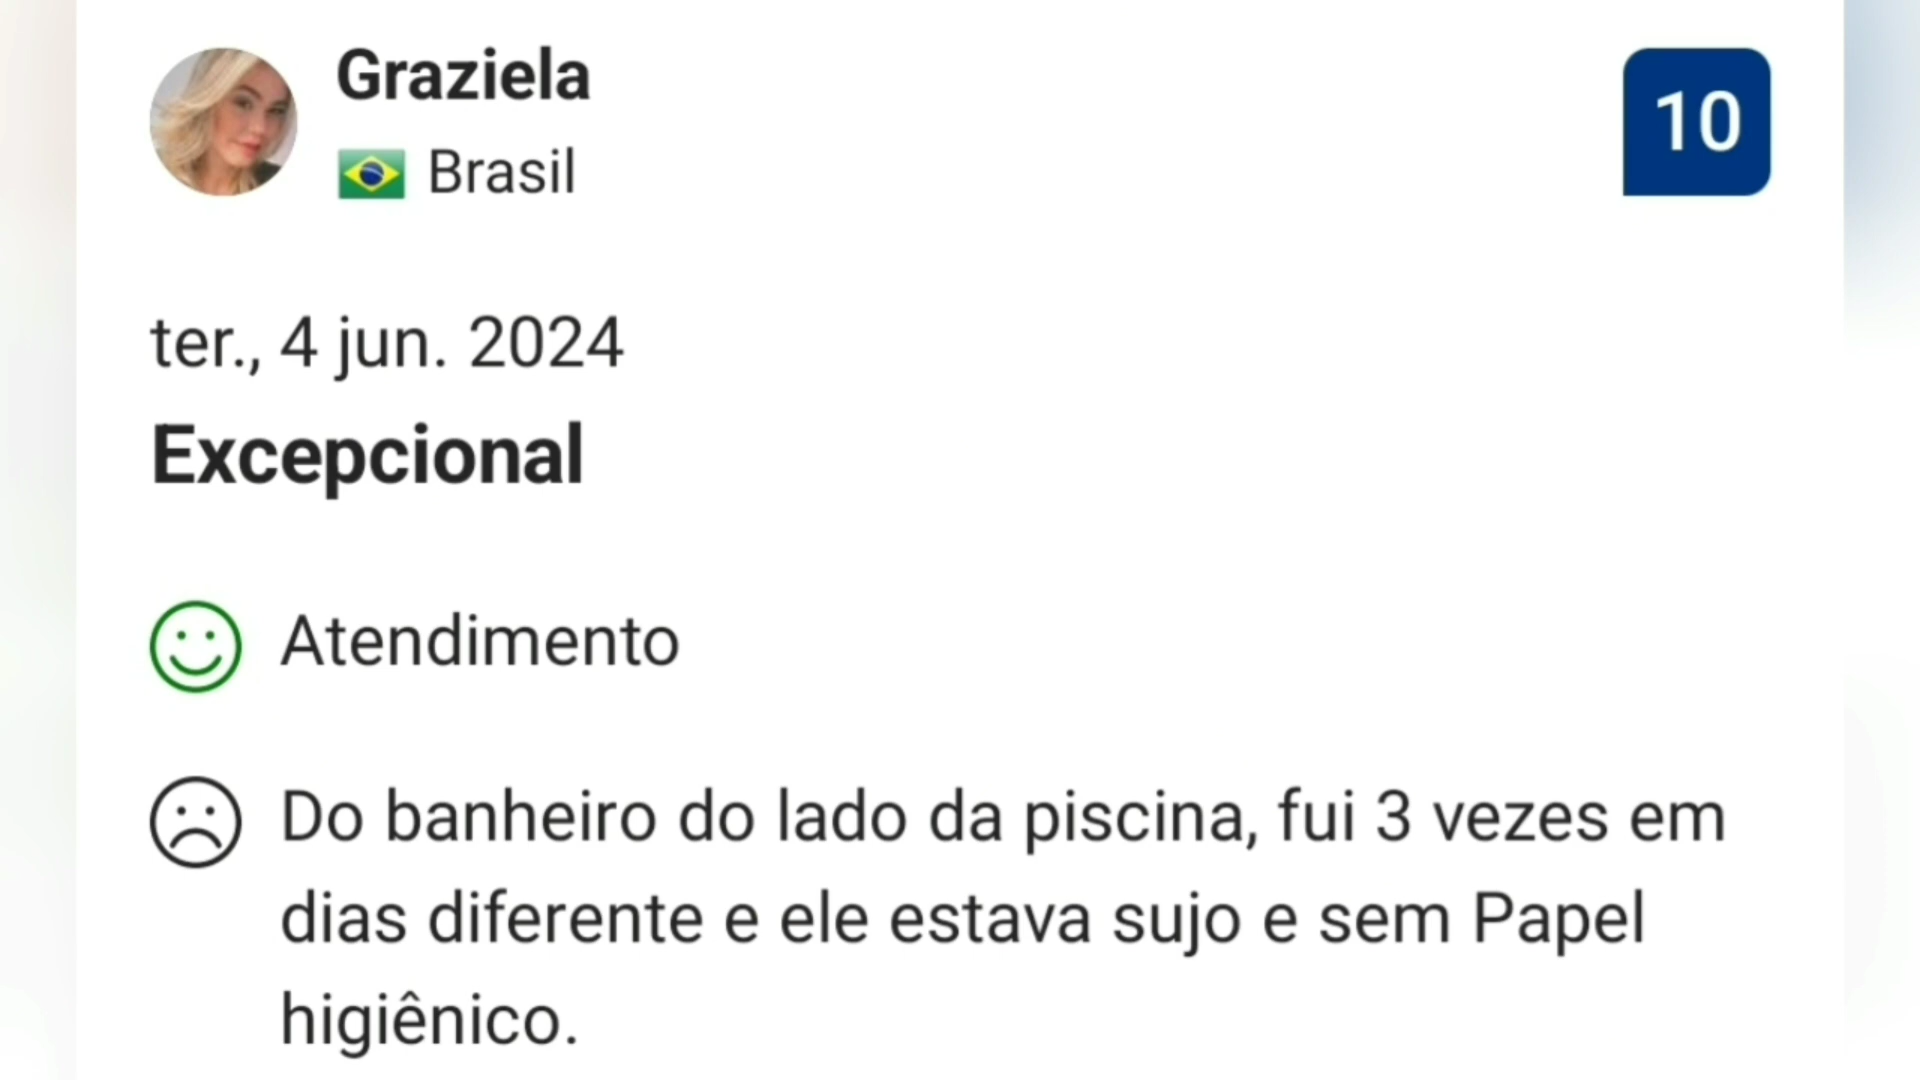 Graziela
Brasil
10
ter., 4 jun. 2024
Excepcional
Atendimento
Do banheiro do lado da piscina, fui 3 vezes em
dias diferente e ele estava sujo e sem Papel
higiênico.